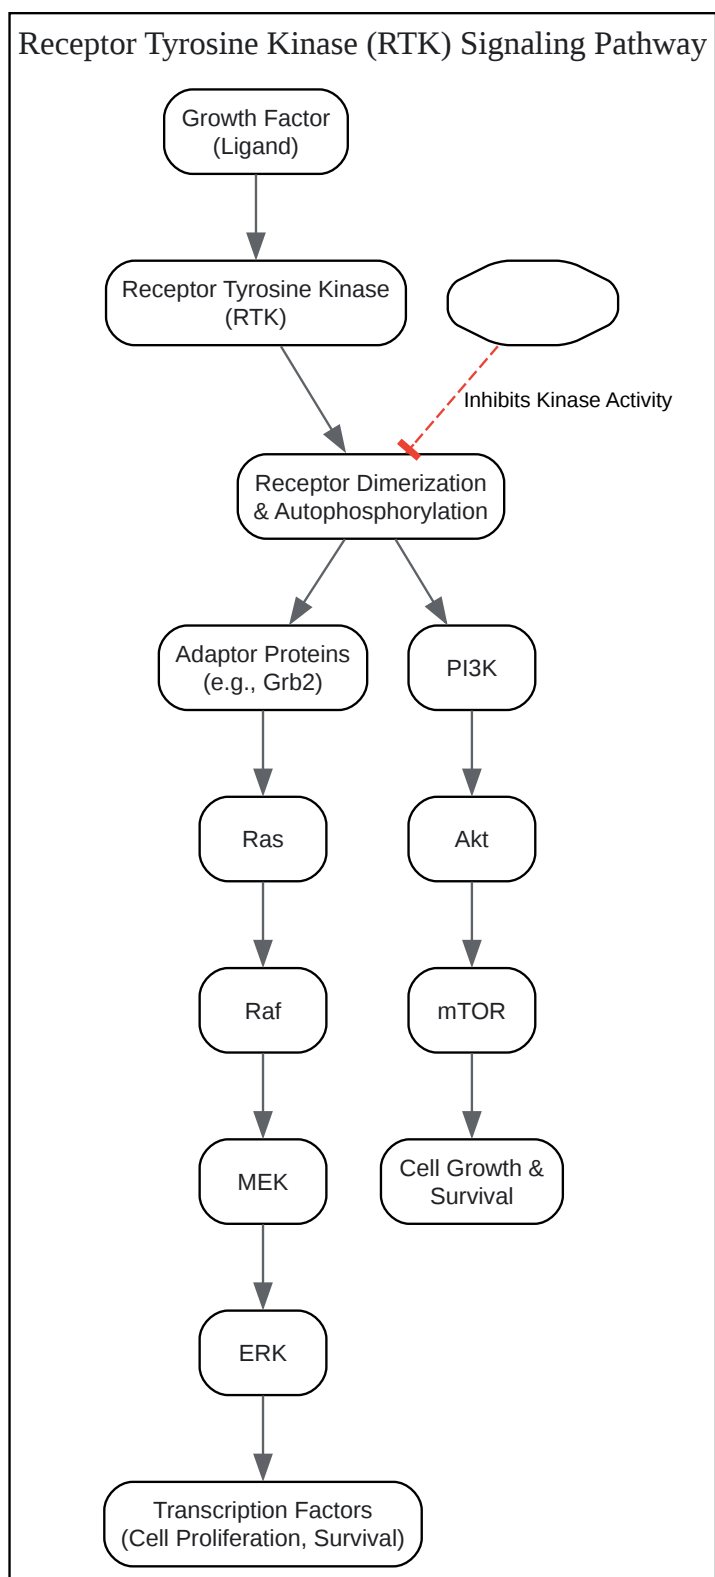 Receptor Tyrosine Kinase (RTK) Signaling Pathway
Growth Factor
(Ligand)
Receptor Tyrosine Kinase
(RTK)
Inhibits Kinase Activity
Receptor Dimerization
& Autophosphorylation
Adaptor Proteins
(e.g., Grb2)
PI3K
Ras
Akt
Raf
mTOR
MEK
Cell Growth &
Survival
ERK
Transcription Factors
(Cell Proliferation, Survival)